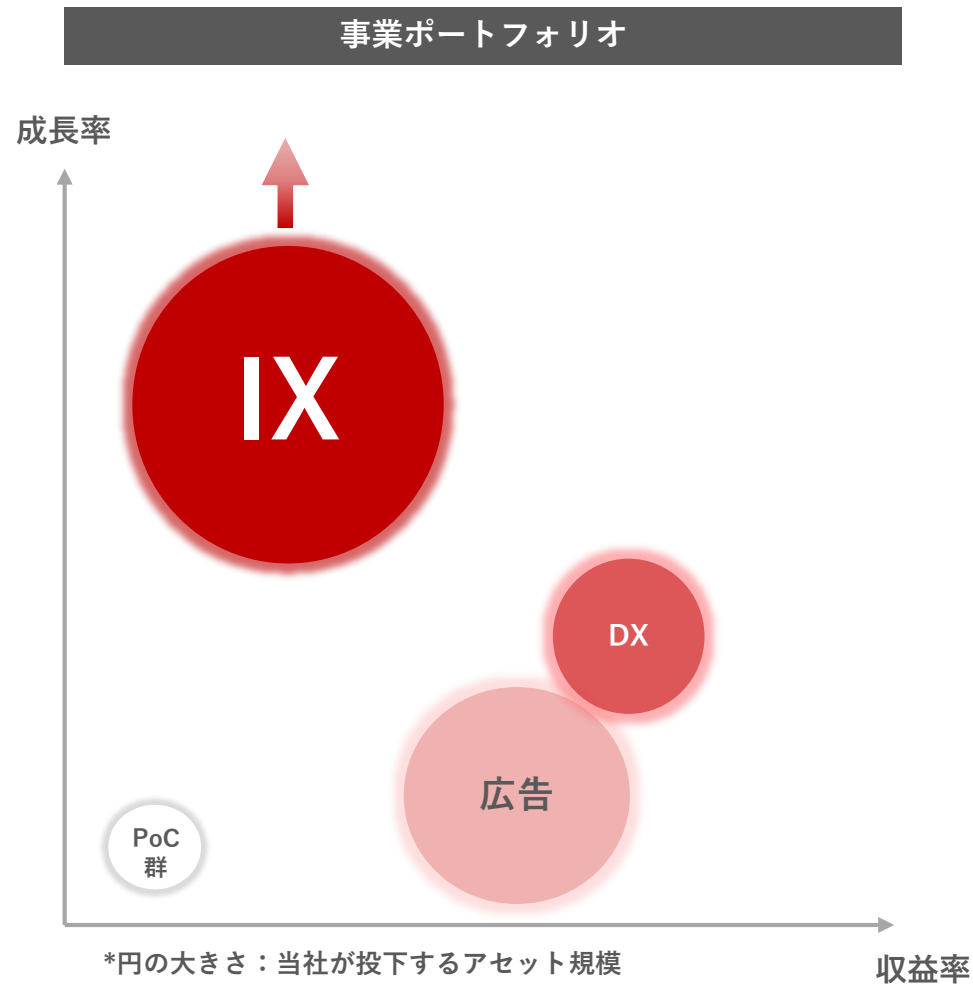 事業ポートフォリオ
成長率
IX
DX
広告
PoC
群
*円の大きさ：当社が投下するアセット規模
収益率